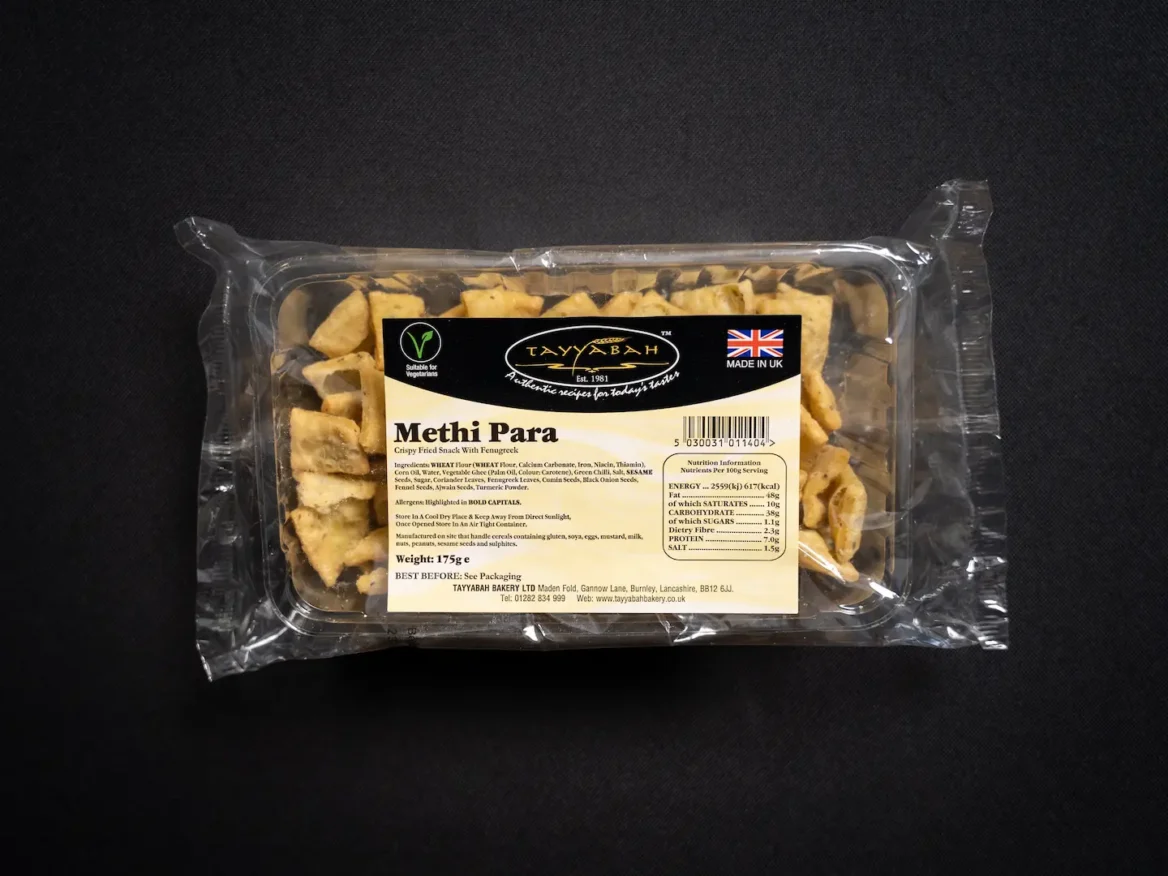 Suitable for
Vegetarians
TAYYABAH
TM
Est. 1981
Authentic recipes for today's tastes
MADE IN UK
Methi Para
Crispy Fried Snack With Fenugreek
Ingredients: WHEAT Flour (WHEAT Flour, Calcium Carbonate, Iron, Niacin, Thiamin),
Corn Oil, Water, Vegetable Ghee (Palm Oil, Colour: Carotene), Green Chilli, Salt, SESAME
Seeds, Sugar, Coriander Leaves, Fenugreek Leaves, Cumin Seeds, Black Onion Seeds,
Fennel Seeds, Ajwain Seeds, Turmeric Powder.
Allergens: Highlighted in BOLD CAPITALS.
Store In A Cool Dry Place & Keep Away From Direct Sunlight,
Once Opened Store In An Air Tight Container.
Manufactured on site that handle cereals containing gluten, soya, eggs, mustard, milk,
nuts, peanuts, sesame seeds and sulphites.
Weight: 175g e
BEST BEFORE: See Packaging
5 030031 011404 >
Nutrition Information
Nutrients Per 100g Serving
ENERGY ... 2559(kj) 617(kcal)
Fat ........................ 48g
of which SATURATES ...... 10g
CARBOHYDRATE ........ 38g
of which SUGARS .......... 1.1g
Dietry Fibre ................ 2.3g
PROTEIN ................... 7.0g
SALT ........................ 1.5g
TAYYABAH BAKERY LTD Maden Fold, Gannow Lane, Burnley, Lancashire, BB12 6JJ.
Tel: 01282 834 999 Web: www.tayyabahbakery.co.uk